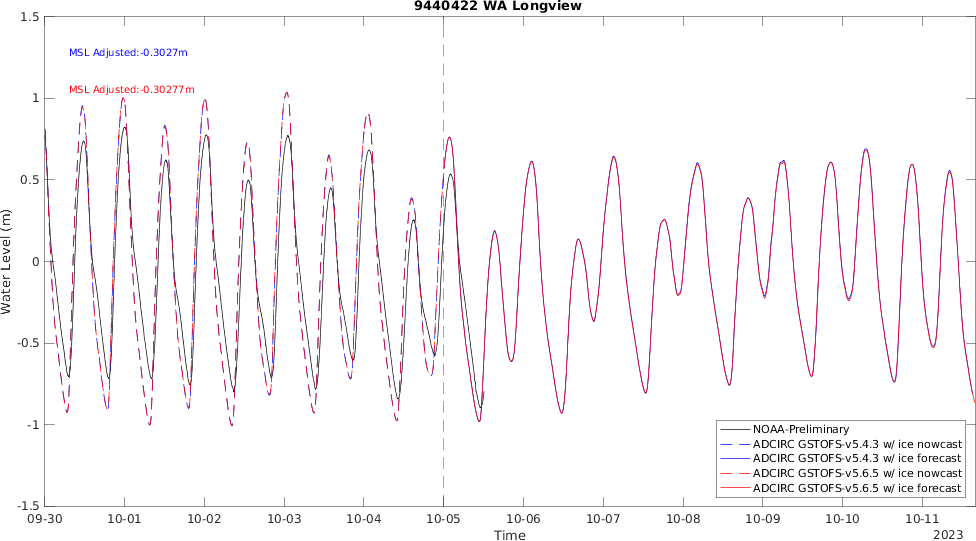 9440422 WA Longview
MSL Adjusted:-0.3027m
MSL Adjusted:-0.30277m
1.5
1
0.5
0
-0.5
-1
-1.5
Water Level (m)
NOAA-Preliminary
ADCIRC GSTOFS-v5.4.3 w/ ice nowcast
ADCIRC GSTOFS-v5.4.3 w/ ice forecast
ADCIRC GSTOFS-v5.6.5 w/ ice nowcast
ADCIRC GSTOFS-v5.6.5 w/ ice forecast
09-30 10-01 10-02 10-03 10-04 10-05 10-06 10-07 10-08 10-09 10-10 10-11
Time
2023